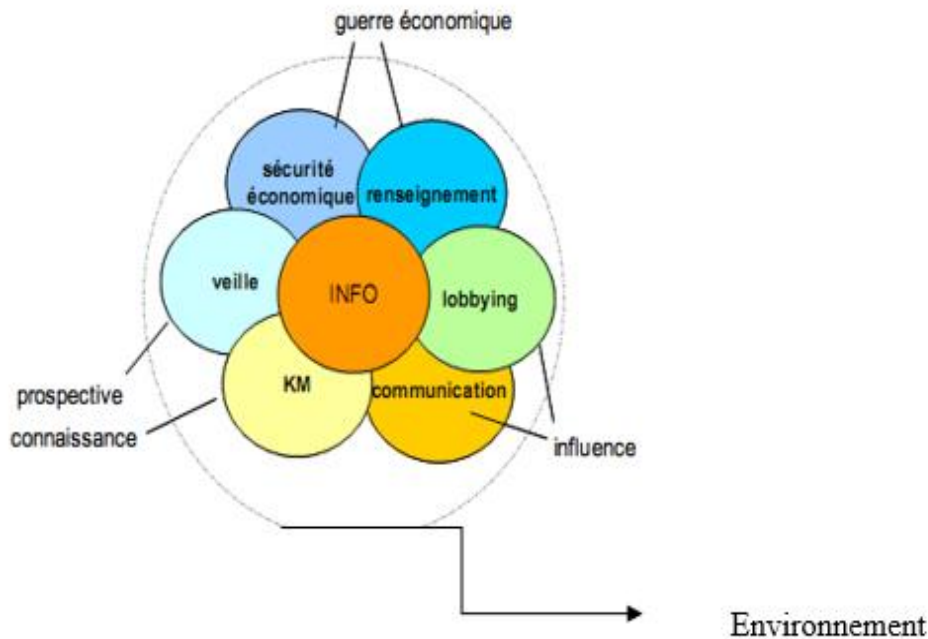 guerre économique
sécurité
économique
renseignement
veille
INFO
lobbying
KM
communication
prospective
connaissance
influence
Environnement